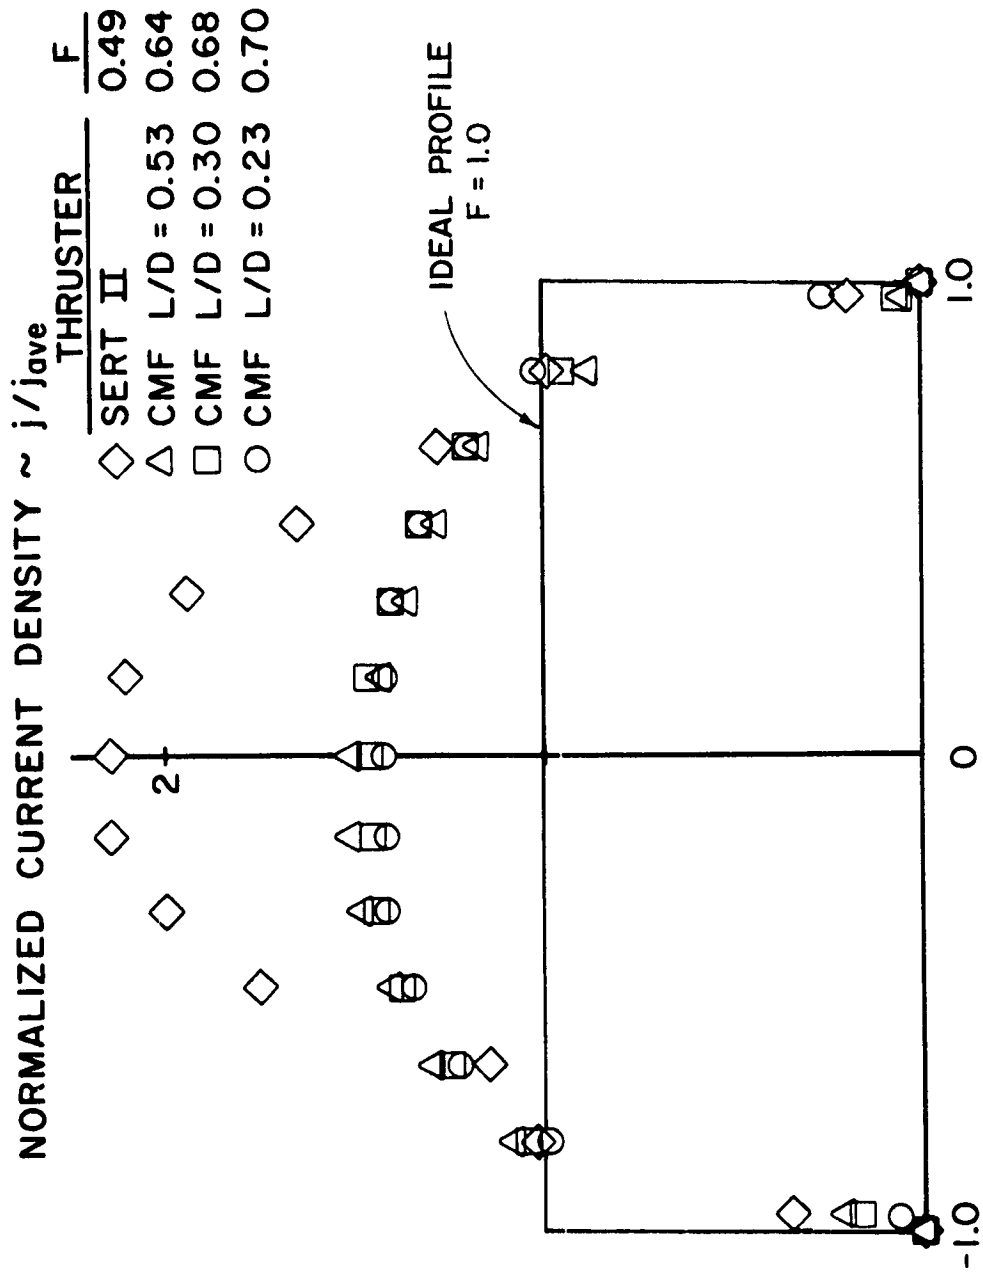 NORMALIZED CURRENT DENSITY ~ j/jave
THRUSTER F
SERT II 0.49
CMF L/D = 0.53 0.64
CMF L/D = 0.30 0.68
CMF L/D = 0.23 0.70
2
IDEAL PROFILE
F = 1.0
-1.0 0 1.0